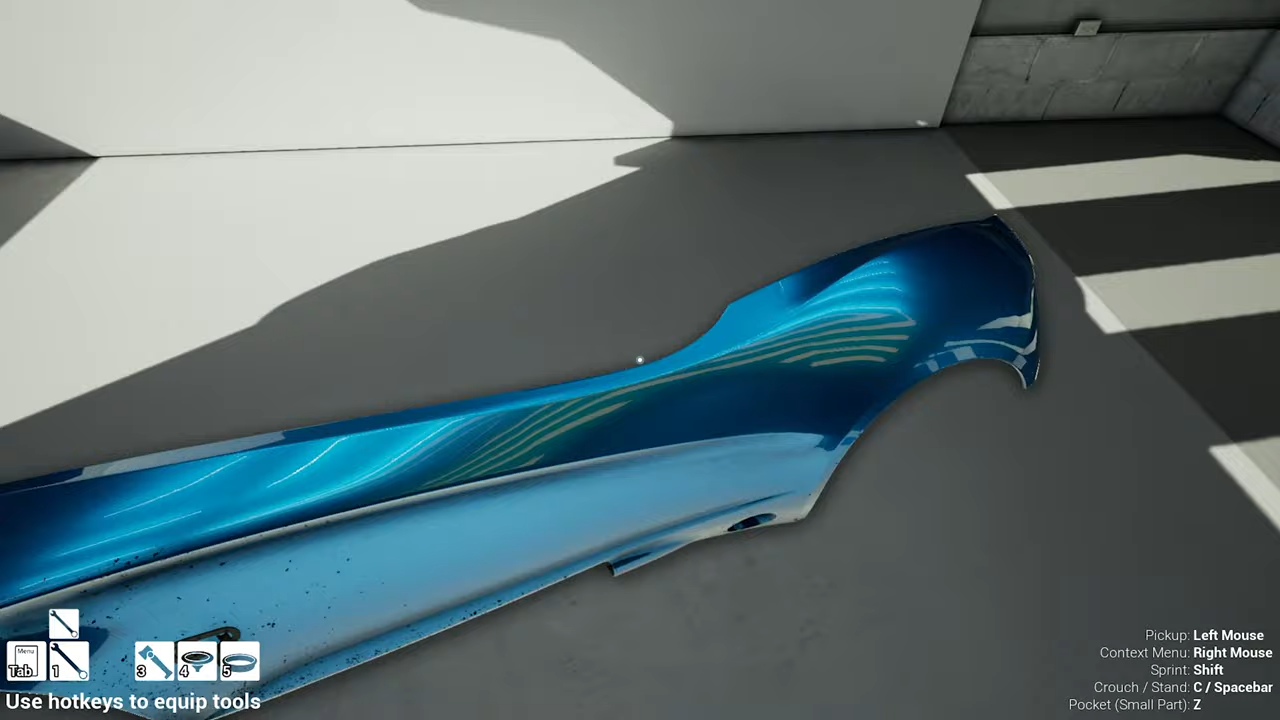 Menu
Tab
1
3
4
5
Use hotkeys to equip tools
Pickup: Left Mouse
Context Menu: Right Mouse
Sprint: Shift
Crouch / Stand: C / Spacebar
Pocket (Small Part): Z